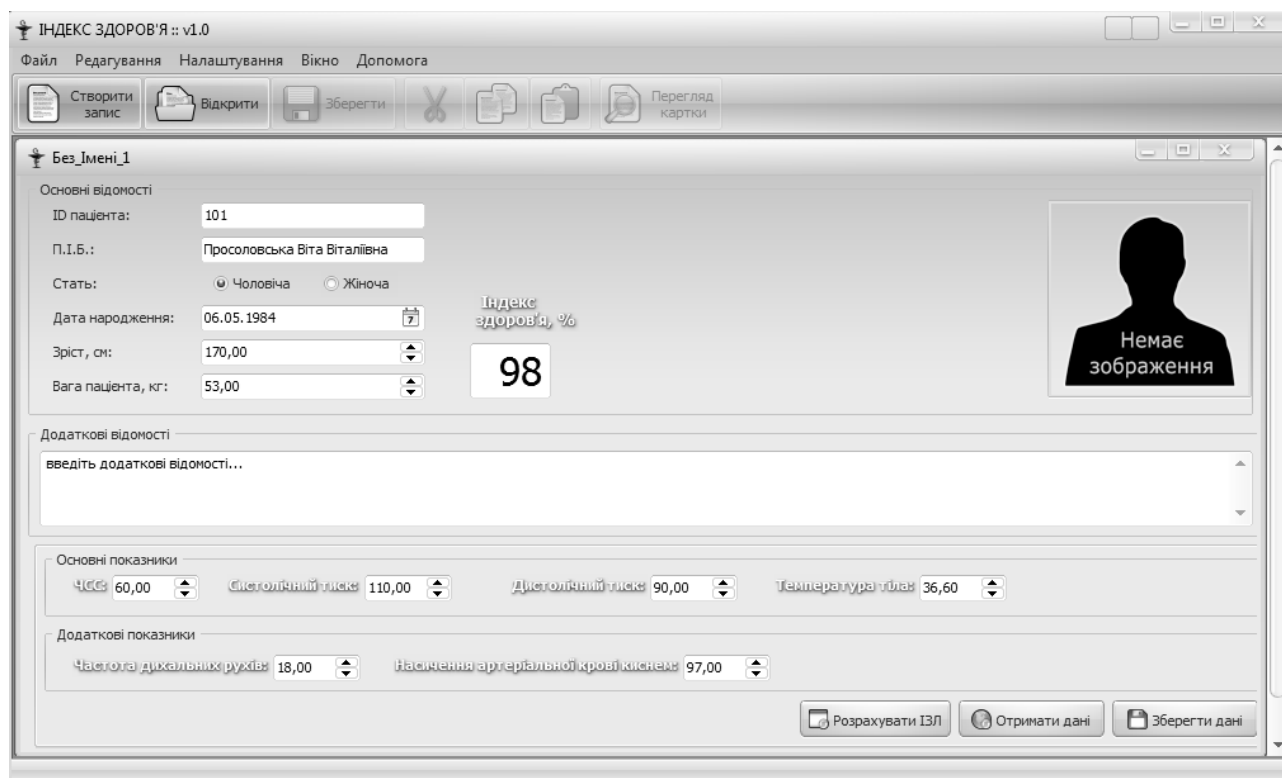 ІНДЕКС ЗДОРОВ'Я :: v1.0
Файл Редагування Налаштування Вікно Допомога
Створити
запис
Відкрити
Зберегти
Перегляд
картки
Без_Імені_1
Основні відомості
ID пацієнта: 101
П.І.Б.: Просоловська Віта Віталіївна
Стать: Чоловіча Жіноча
Дата народження: 06.05.1984 7
Зріст, см: 170,00
Вага пацієнта, кг: 53,00
Індекс
здоров'я, %
98
Немає
зображення
Додаткові відомості
введіть додаткові відомості...
Основні показники
ЧСС: 60,00 Систолічний тиск: 110,00 Дистолічний тиск: 90,00 Температура тіла: 36,60
Додаткові показники
Частота дихальних рухів: 18,00 Насичення артеріальної крові киснем: 97,00
Розрахувати ІЗЛ Отримати дані Зберегти дані